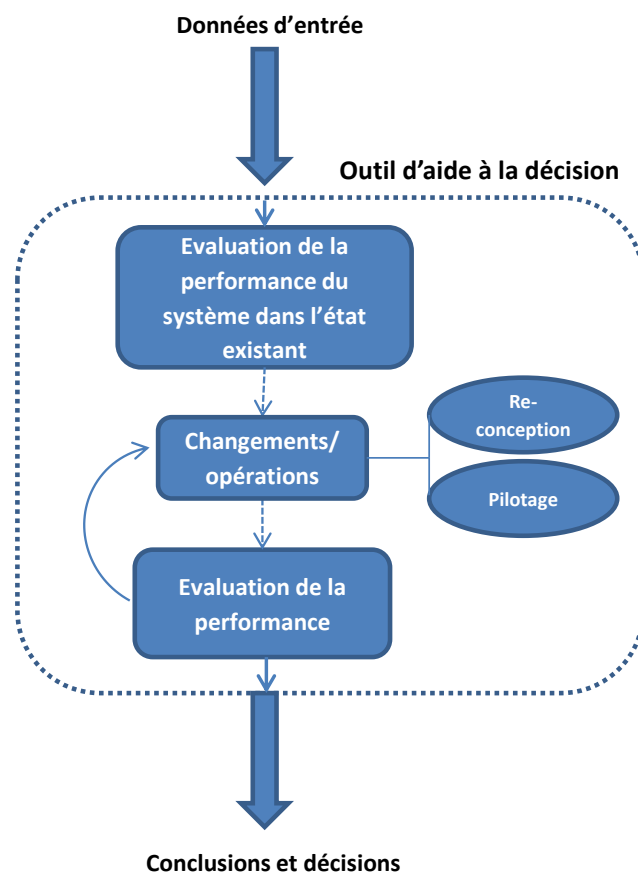 Données d'entrée
Outil d'aide à la décision
Evaluation de la
performance du
système dans l'état
existant
Changements/
opérations
Re-
conception
Pilotage
Evaluation de la
performance
Conclusions et décisions